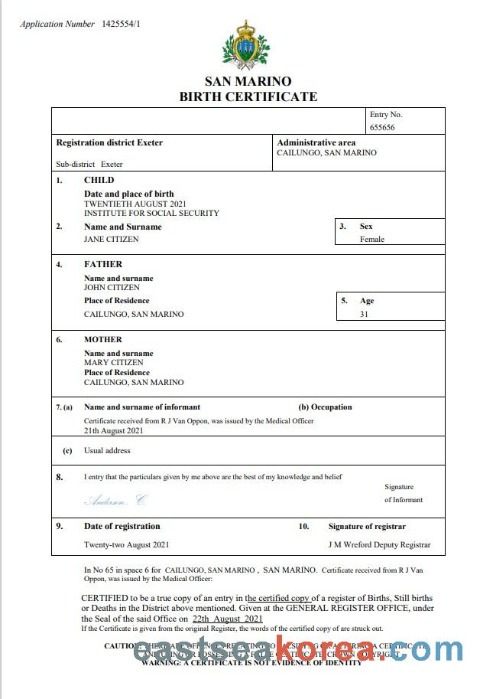 Application Number 1425554/1
SAN MARINO
BIRTH CERTIFICATE
Entry No.
655656
Registration district Exeter
Administrative area
CAILUNGO, SAN MARINO
Sub-district Exeter
1. CHILD
Date and place of birth
TWENTIETH AUGUST 2021
INSTITUTE FOR SOCIAL SECURITY
2. Name and Surname
3. Sex
JANE CITIZEN
Female
4. FATHER
Name and surname
JOHN CITIZEN
Place of Residence
5. Age
CAILUNGO, SAN MARINO
31
6. MOTHER
Name and surname
MARY CITIZEN
Place of Residence
CAILUNGO, SAN MARINO
7. (a) Name and surname of informant (b) Occupation
Certificate received from R J Van Oppon, was issued by the Medical Officer
21th August 2021
(c) Usual address
8. I entry that the particulars given by me above are the best of my knowledge and belief
Signature
of Informant
Anderson C
9. Date of registration 10. Signature of registrar
Twenty-two August 2021 J M Wreford Deputy Registrar
In No 65 in space 6 for CAILUNGO, SAN MARINO , SAN MARINO. Certificate received from R J Van
Oppon, was issued by the Medical Officer:
CERTIFIED to be a true copy of an entry in the certified copy of a register of Births, Still births
or Deaths in the District above mentioned. Given at the GENERAL REGISTER OFFICE, under
the Seal of the said Office on 22th August 2021
If the Certificate is given from the original Register, the words of the certified copy of are struck out.
CAUTION: THERE ARE OFFENCES RELATING TO
WARNING: A CERTIFICATE IS NOT EVIDENCE OF IDENTITY
eastserakorea.com